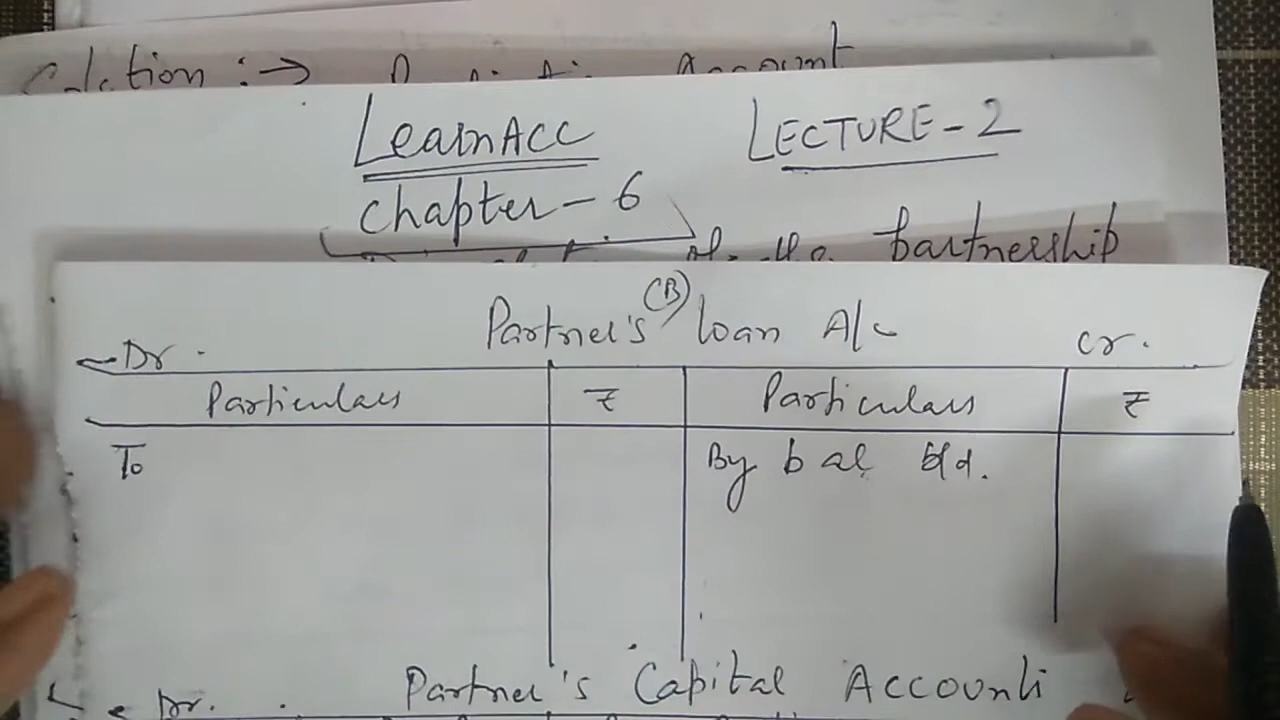 Account
LearnAcc LECTURE-2
Chapter-6
partnership
Partner's (B) loan A/c
Dr. Cr.
Particulars ₹ Particulars ₹
To By bal b/d.
Dr. Partner's Capital Account